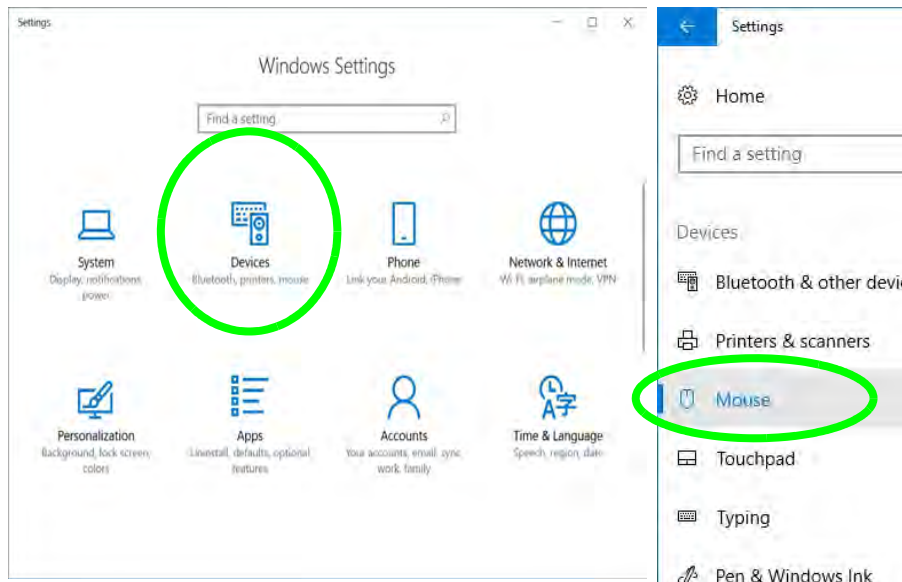 Settings
Windows Settings
Find a setting
System
Display, notifications,
power
Devices
Bluetooth, printers, mouse
Phone
Link your Android, iPhone
Network & Internet
Wi-Fi, airplane mode, VPN
Personalization
Background, lock screen,
colors
Apps
Uninstall, defaults, optional
features
Accounts
Your accounts, email, sync,
work, family
Time & Language
Speech, region, date
Settings
Home
Find a setting
Devices
Bluetooth & other devic
Printers & scanners
Mouse
Touchpad
Typing
Pen & Windows Ink